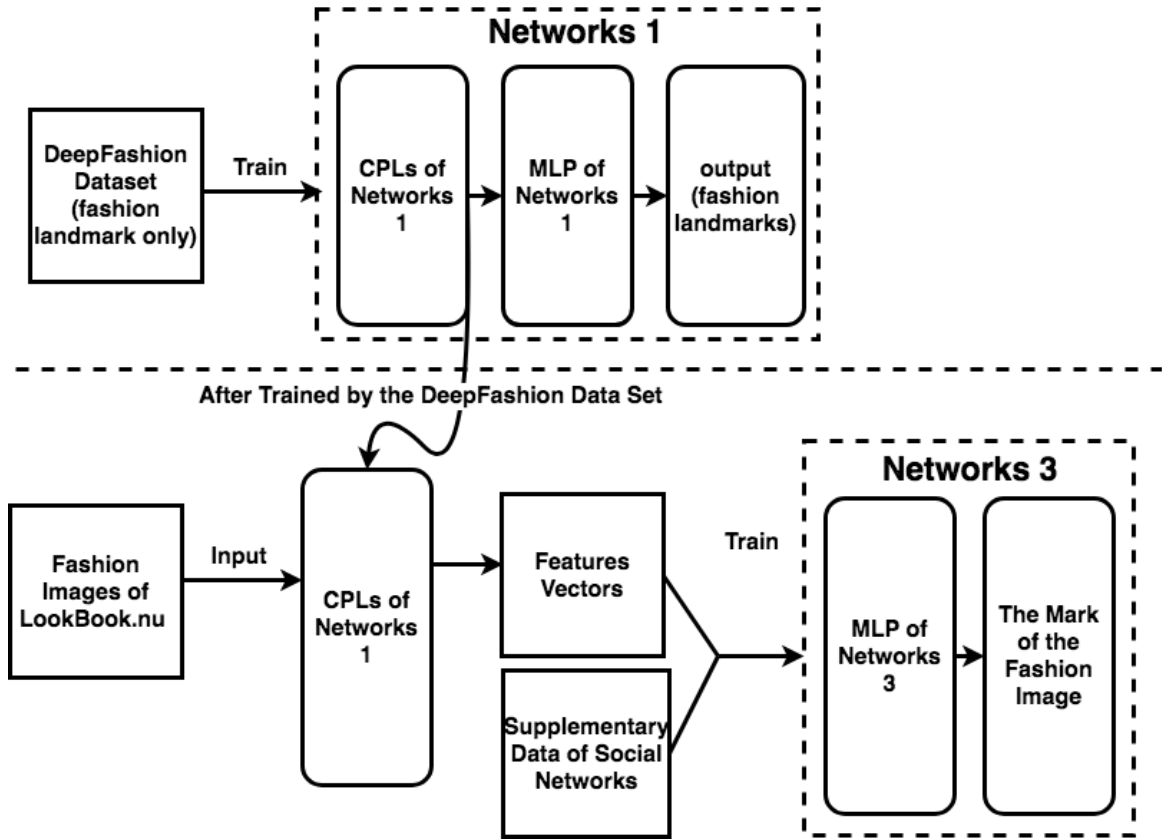 Networks 1
DeepFashion
Dataset
(fashion
landmark only)
Train
CPLs of
Networks
1
MLP of
Networks
1
output
(fashion
landmarks)
After Trained by the DeepFashion Data Set
Fashion
Images of
LookBook.nu
Input
CPLs of
Networks
1
Features
Vectors
Supplementary
Data of Social
Networks
Train
Networks 3
MLP of
Networks
3
The Mark
of the
Fashion
Image